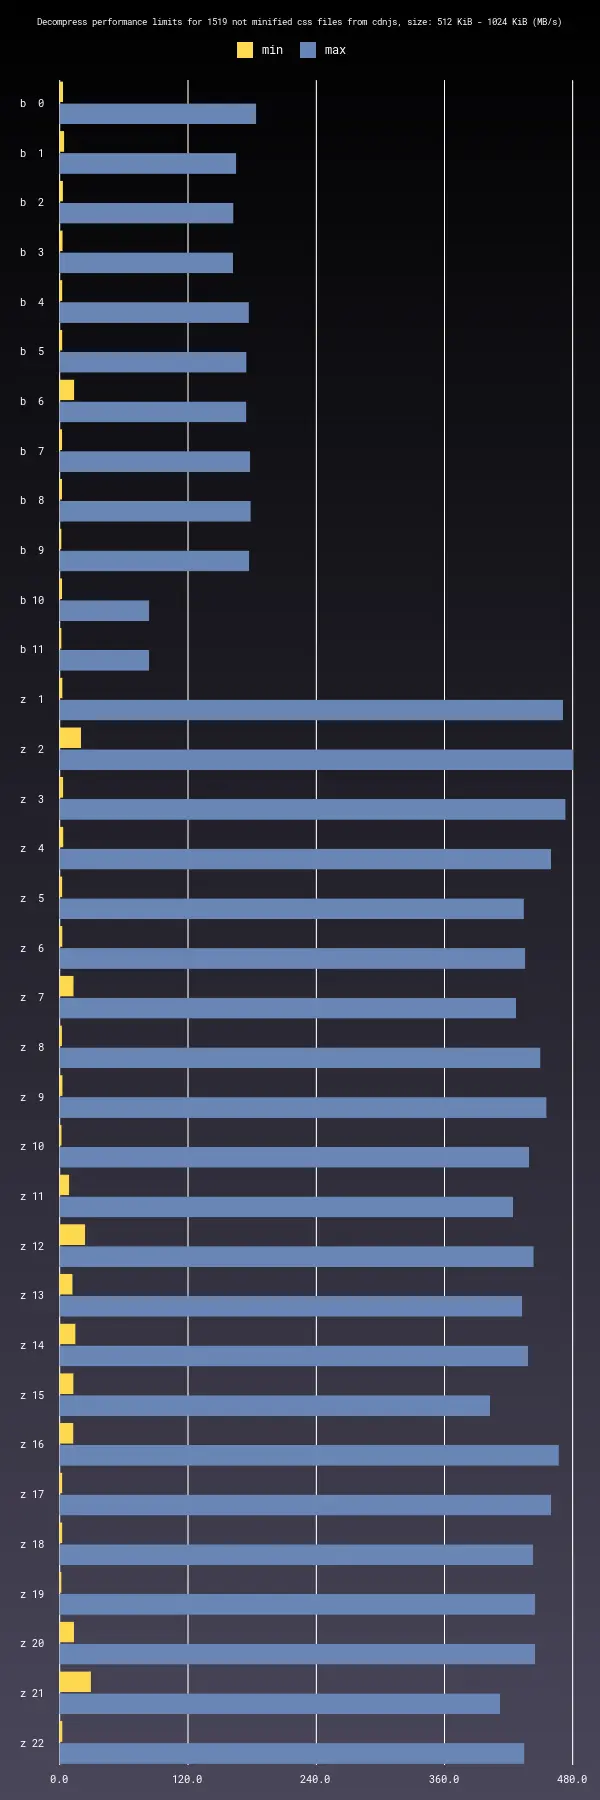 Decompress performance limits for 1519 not minified css files from cdnjs, size: 512 KiB - 1024 KiB (MB/s)
min max
b 0
b 1
b 2
b 3
b 4
b 5
b 6
b 7
b 8
b 9
b 10
b 11
z 1
z 2
z 3
z 4
z 5
z 6
z 7
z 8
z 9
z 10
z 11
z 12
z 13
z 14
z 15
z 16
z 17
z 18
z 19
z 20
z 21
z 22
0.0 120.0 240.0 360.0 480.0